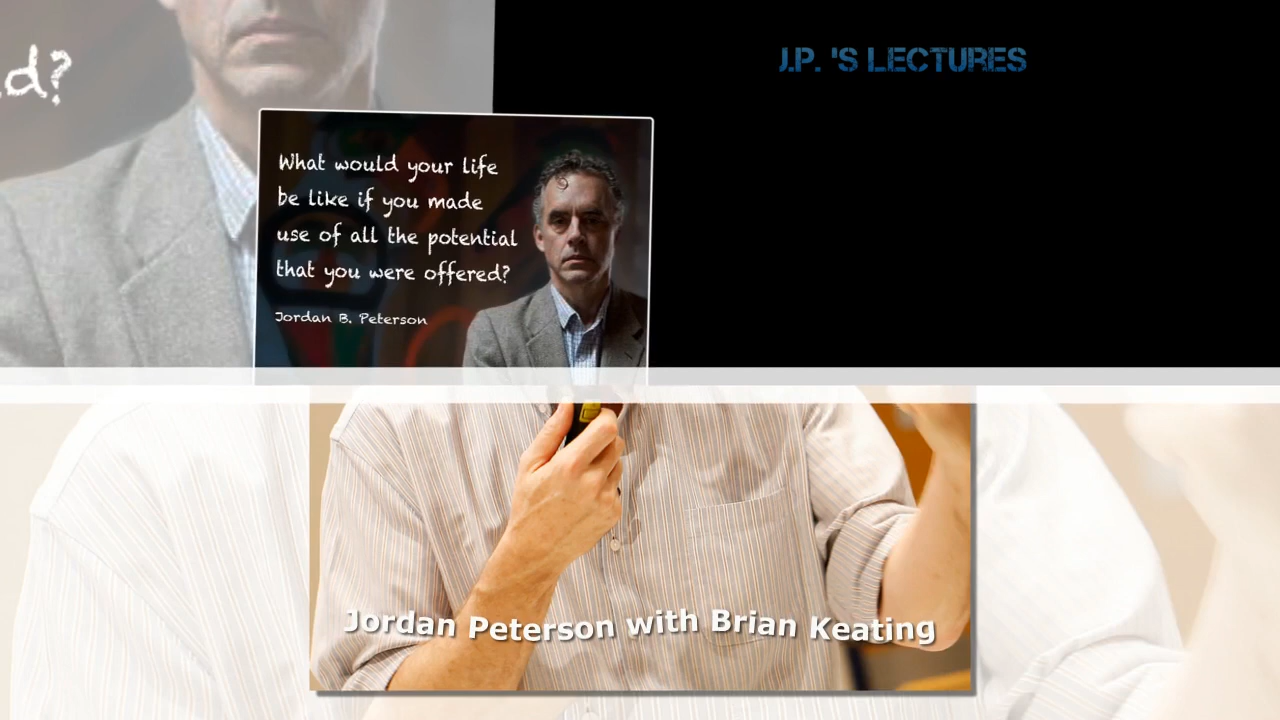 d?
J.P. 'S LECTURES
What would your life
be like if you made
use of all the potential
that you were offered?
Jordan B. Peterson
Jordan Peterson with Brian Keating